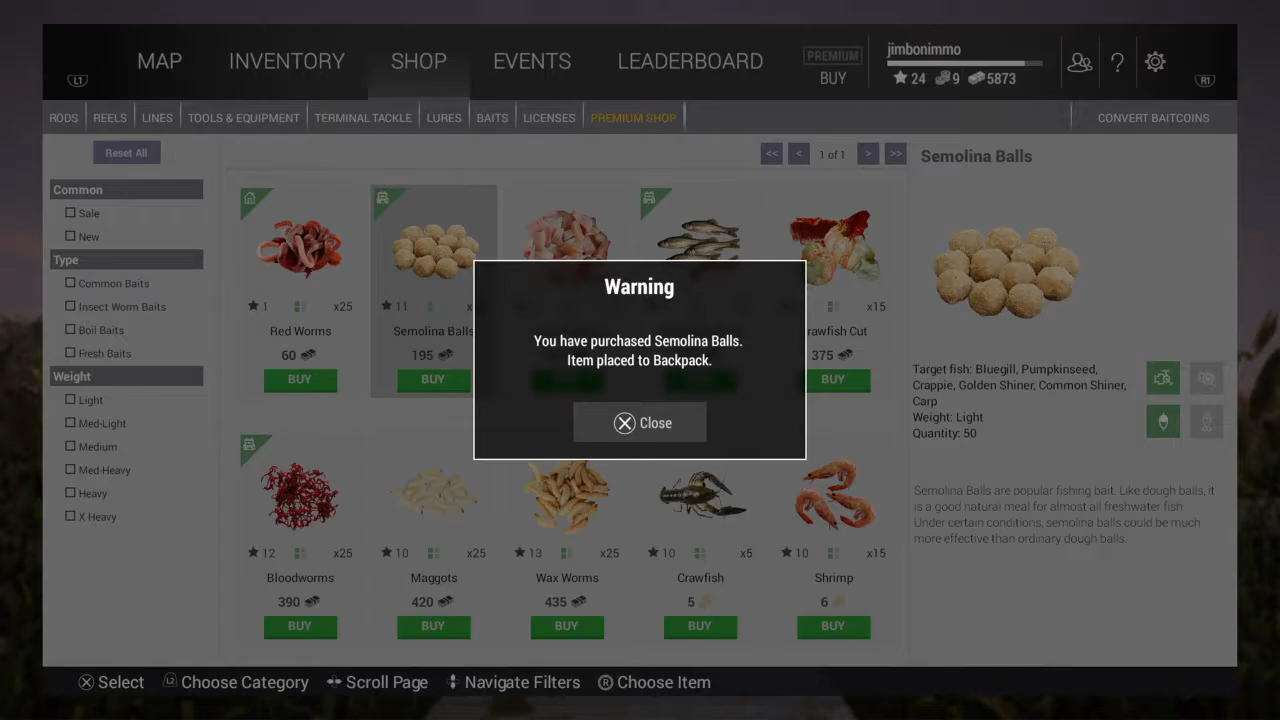 MAP
INVENTORY
SHOP
EVENTS
LEADERBOARD
PREMIUM
BUY
jimbonimmo
24 9 5873
L1
R1
RODS
REELS
LINES
TOOLS & EQUIPMENT
TERMINAL TACKLE
LURES
BAITS
LICENSES
PREMIUM SHOP
CONVERT BAITCOINS
Reset All
Common
Sale
New
Type
Common Baits
Insect Worm Baits
Boil Baits
Fresh Baits
Weight
Light
Med-Light
Medium
Med-Heavy
Heavy
X Heavy
<< < 1 of 1 > >>
1 x25
Red Worms
60
BUY
11
Semolina Balls
195
BUY
x15
rawfish Cut
375
BUY
12 x25
Bloodworms
390
BUY
10 x25
Maggots
420
BUY
13 x25
Wax Worms
435
BUY
10 x5
Crawfish
5
BUY
10 x15
Shrimp
6
BUY
Warning
You have purchased Semolina Balls.
Item placed to Backpack.
Close
Semolina Balls
Target fish: Bluegill, Pumpkinseed,
Crappie, Golden Shiner, Common Shiner,
Carp
Weight: Light
Quantity: 50
Semolina Balls are popular fishing bait. Like dough balls, it
is a good natural meal for almost all freshwater fish.
Under certain conditions, semolina balls could be much
more effective than ordinary dough balls.
Select
L2 Choose Category
Scroll Page
Navigate Filters
R Choose Item